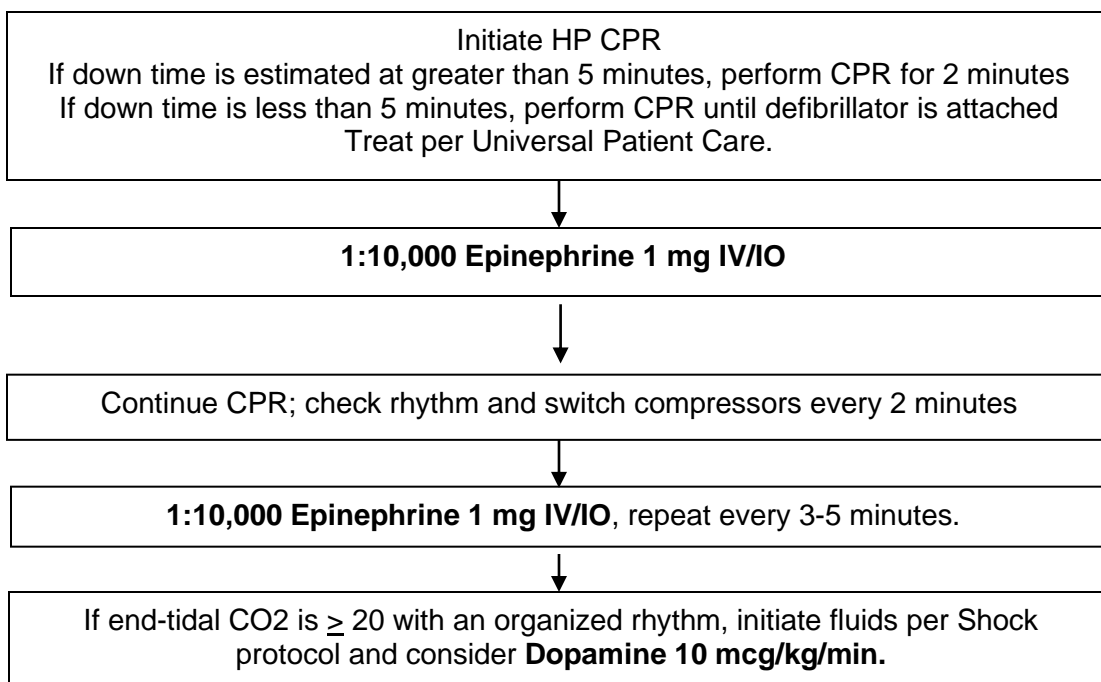 Initiate HP CPR
If down time is estimated at greater than 5 minutes, perform CPR for 2 minutes
If down time is less than 5 minutes, perform CPR until defibrillator is attached
Treat per Universal Patient Care.
1:10,000 Epinephrine 1 mg IV/IO
Continue CPR; check rhythm and switch compressors every 2 minutes
1:10,000 Epinephrine 1 mg IV/IO, repeat every 3-5 minutes.
If end-tidal CO2 is ≥ 20 with an organized rhythm, initiate fluids per Shock
protocol and consider Dopamine 10 mcg/kg/min.